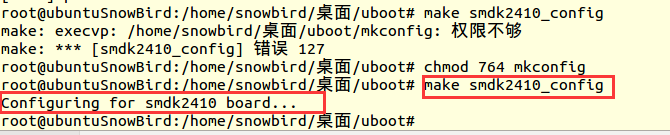 root@ubuntuSnowBird:/home/snowbird/桌面/uboot# make smdk2410_config
make: execvp: /home/snowbird/桌面/uboot/mkconfig: 权限不够
make: *** [smdk2410_config] 错误 127
root@ubuntuSnowBird:/home/snowbird/桌面/uboot# chmod 764 mkconfig
root@ubuntuSnowBird:/home/snowbird/桌面/uboot# make smdk2410_config
Configuring for smdk2410 board...
root@ubuntuSnowBird:/home/snowbird/桌面/uboot#